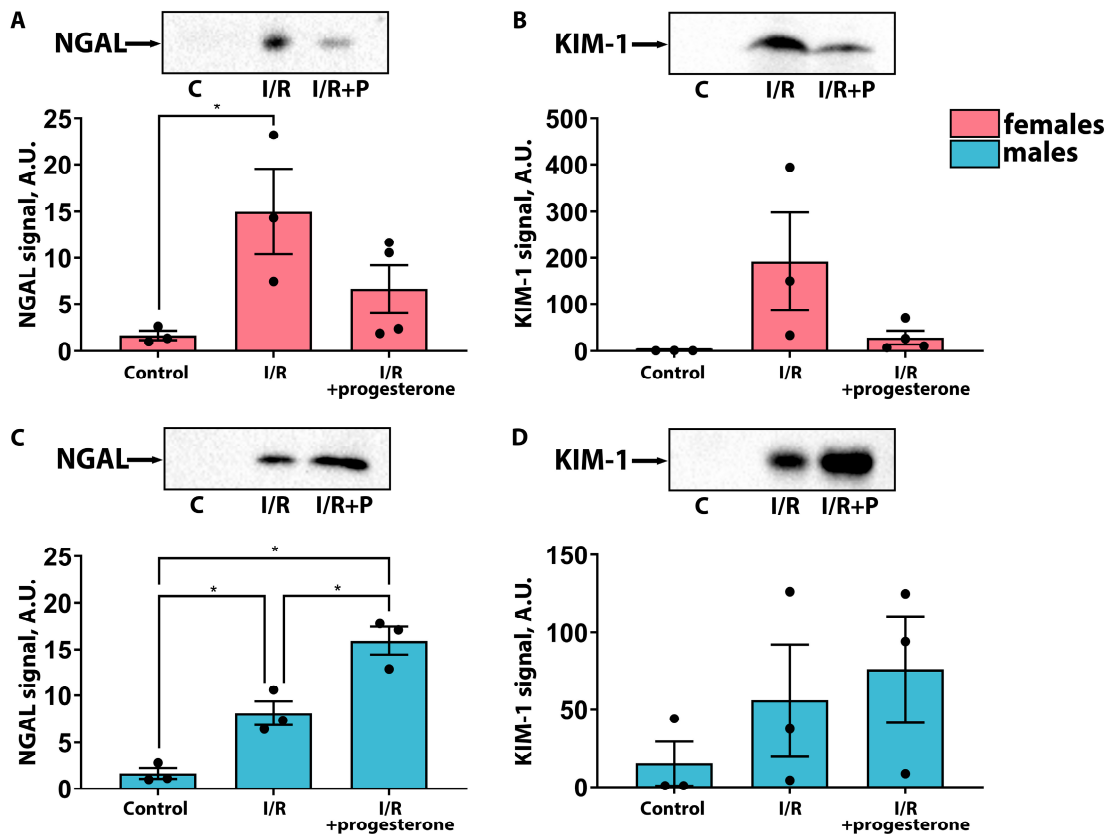 A
NGAL
C I/R I/R+P
NGAL signal, A.U.
25
20
15
10
5
0
*
Control
I/R
I/R
+progesterone
B
KIM-1
C I/R I/R+P
KIM-1 signal, A.U.
500
400
300
200
100
0
Control
I/R
I/R
+progesterone
females
males
C
NGAL
C I/R I/R+P
NGAL signal, A.U.
25
20
15
10
5
0
*
* *
Control
I/R
I/R
+progesterone
D
KIM-1
C I/R I/R+P
KIM-1 signal, A.U.
150
100
50
0
Control
I/R
I/R
+progesterone